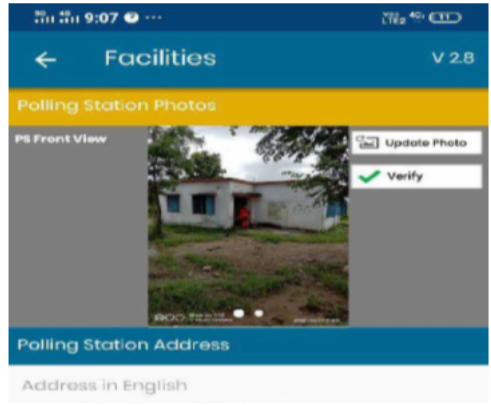 9:07
Facilities V 2.8
Polling Station Photos
PS Front View
Update Photo
Verify
Polling Station Address
Address in English